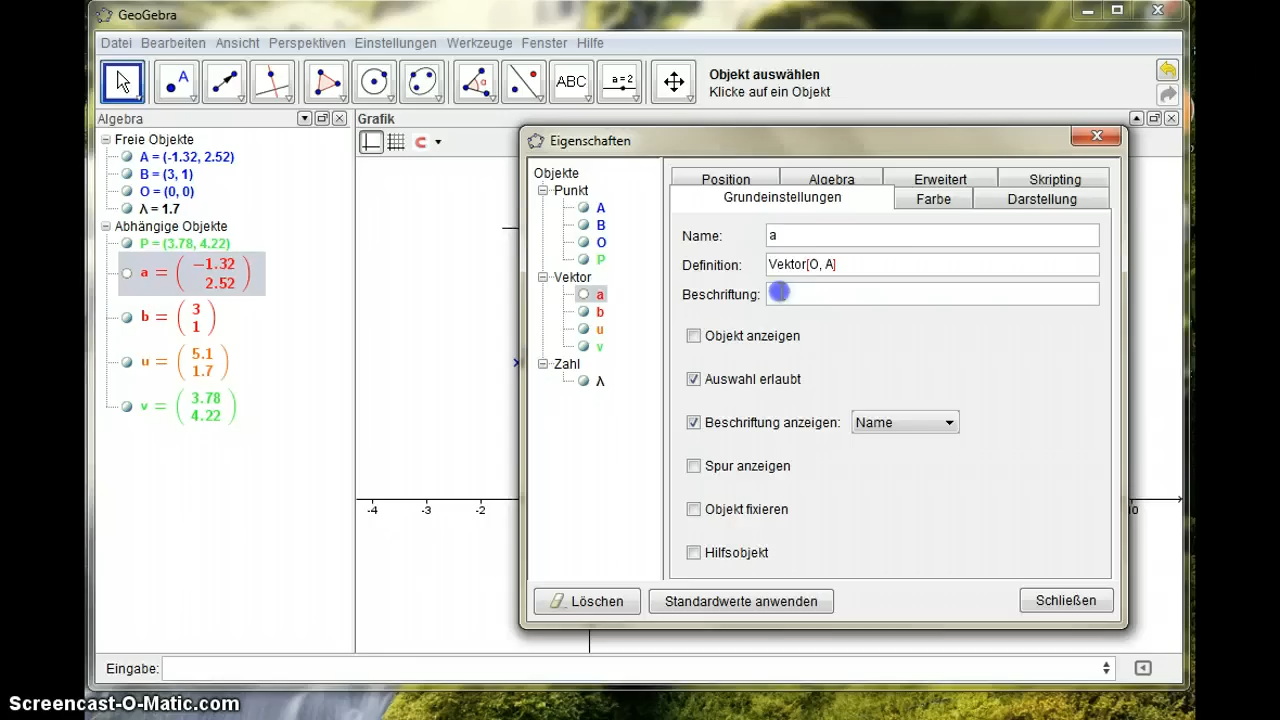 GeoGebra
Datei Bearbeiten Ansicht Perspektiven Einstellungen Werkzeuge Fenster Hilfe
A ABC a = 2
Objekt auswählen
Klicke auf ein Objekt
Algebra
Freie Objekte
A = (-1.32, 2.52)
B = (3, 1)
O = (0, 0)
λ = 1.7
Abhängige Objekte
P = (3.78, 4.22)
a = ( −1.32
2.52 )
b = ( 3
1 )
u = ( 5.1
1.7 )
v = ( 3.78
4.22 )
Grafik
-4 -3 -2
Eigenschaften
Objekte
Punkt
A
B
O
P
Vektor
a
b
u
v
Zahl
λ
Position Algebra Erweitert Skripting
Grundeinstellungen Farbe Darstellung
Name: a
Definition: Vektor[O, A]
Beschriftung:
Objekt anzeigen
Auswahl erlaubt
Beschriftung anzeigen: Name
Spur anzeigen
Objekt fixieren
Hilfsobjekt
Löschen Standardwerte anwenden Schließen
Eingabe:
Screencast-O-Matic.com